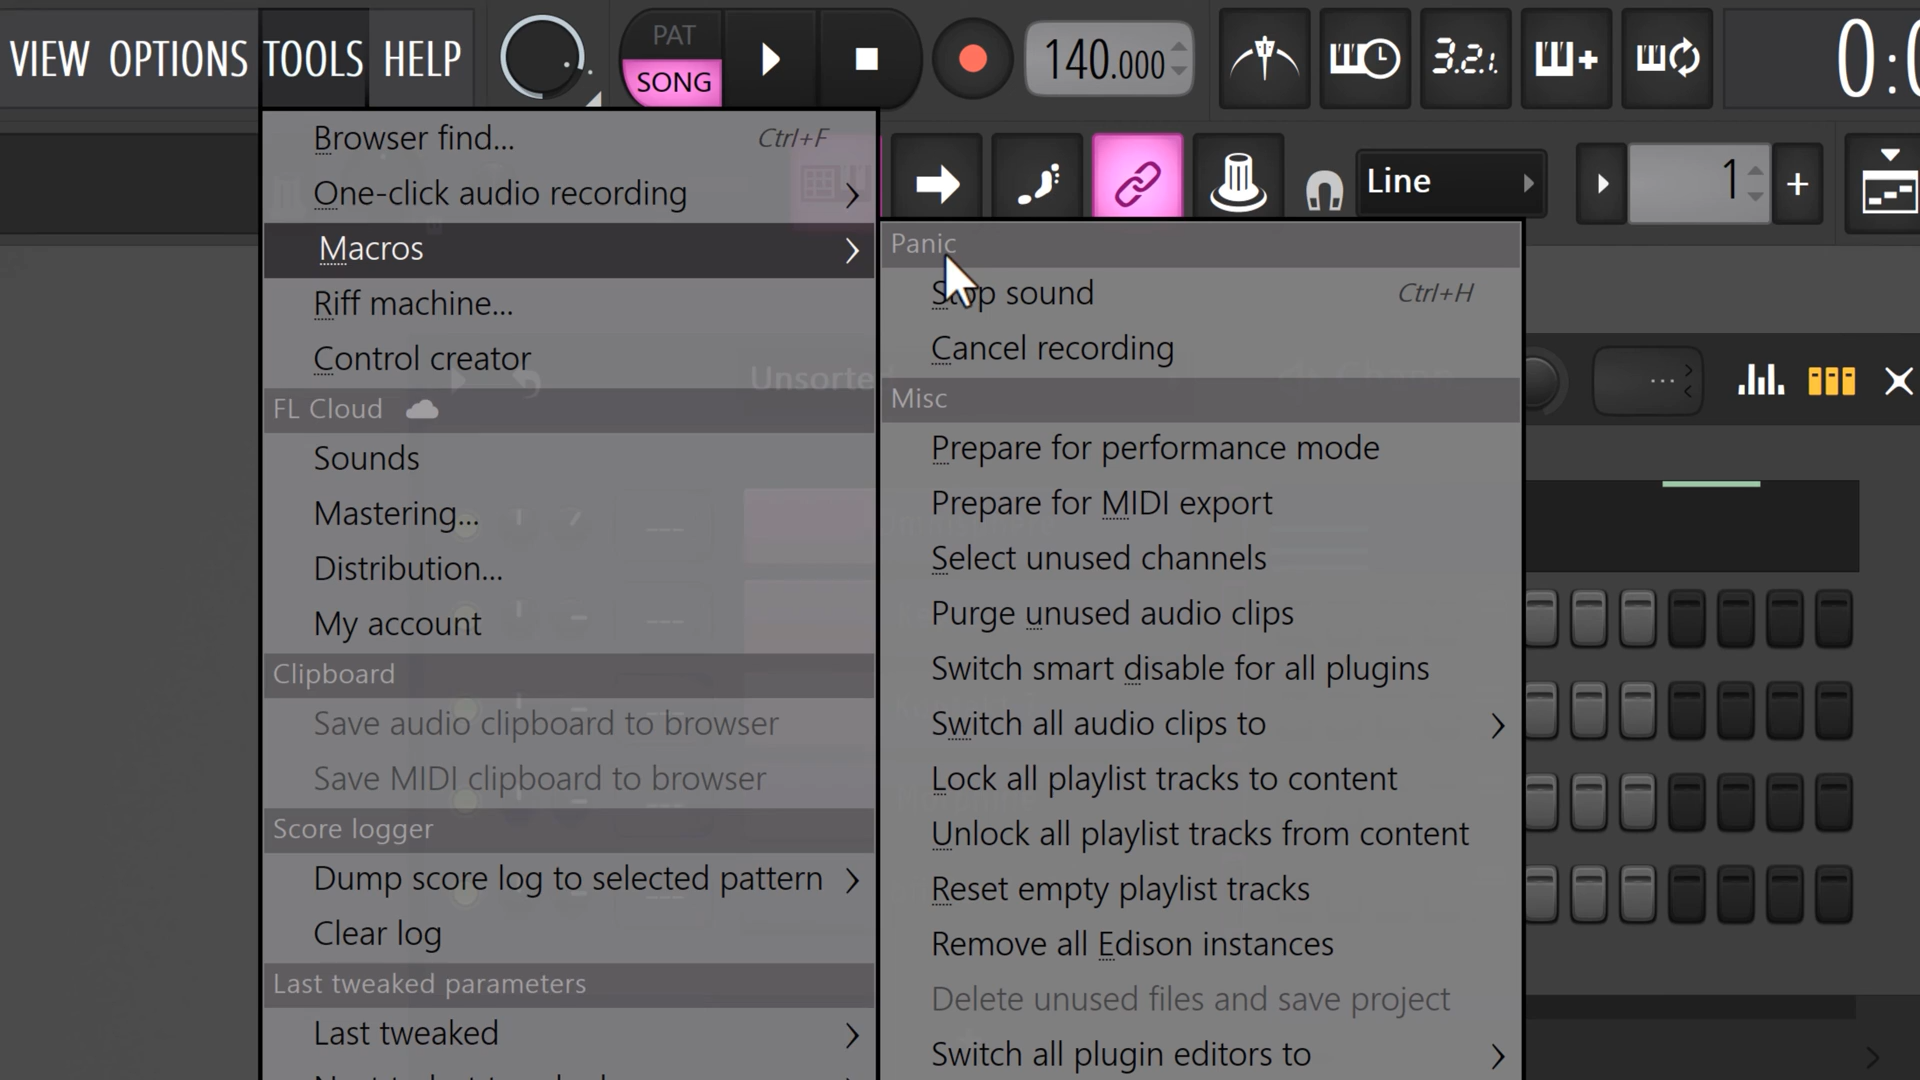 VIEW OPTIONS TOOLS HELP
PAT
SONG
140.000
3.2.1.
0:0
Browser find... Ctrl+F
One-click audio recording
Macros
Riff machine...
Control creator
FL Cloud
Sounds
Mastering...
Distribution...
My account
Clipboard
Save audio clipboard to browser
Save MIDI clipboard to browser
Score logger
Dump score log to selected pattern
Clear log
Last tweaked parameters
Last tweaked
Line
1
Panic
Stop sound Ctrl+H
Cancel recording
Misc
Prepare for performance mode
Prepare for MIDI export
Select unused channels
Purge unused audio clips
Switch smart disable for all plugins
Switch all audio clips to
Lock all playlist tracks to content
Unlock all playlist tracks from content
Reset empty playlist tracks
Remove all Edison instances
Delete unused files and save project
Switch all plugin editors to
Unsorted